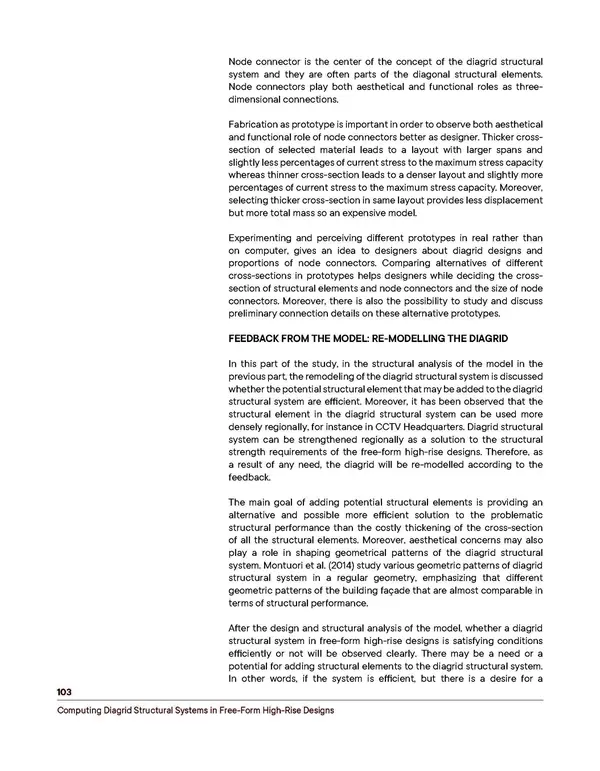 Node connector is the center of the concept of the diagrid structural
system and they are often parts of the diagonal structural elements.
Node connectors play both aesthetical and functional roles as three-
dimensional connections.
Fabrication as prototype is important in order to observe both aesthetical
and functional role of node connectors better as designer. Thicker cross-
section of selected material leads to a layout with larger spans and
slightly less percentages of current stress to the maximum stress capacity
whereas thinner cross-section leads to a denser layout and slightly more
percentages of current stress to the maximum stress capacity. Moreover,
selecting thicker cross-section in same layout provides less displacement
but more total mass so an expensive model.
Experimenting and perceiving different prototypes in real rather than
on computer, gives an idea to designers about diagrid designs and
proportions of node connectors. Comparing alternatives of different
cross-sections in prototypes helps designers while deciding the cross-
section of structural elements and node connectors and the size of node
connectors. Moreover, there is also the possibility to study and discuss
preliminary connection details on these alternative prototypes.
FEEDBACK FROM THE MODEL: RE-MODELLING THE DIAGRID
In this part of the study, in the structural analysis of the model in the
previous part, the remodeling of the diagrid structural system is discussed
whether the potential structural element that may be added to the diagrid
structural system are efficient. Moreover, it has been observed that the
structural element in the diagrid structural system can be used more
densely regionally, for instance in CCTV Headquarters. Diagrid structural
system can be strengthened regionally as a solution to the structural
strength requirements of the free-form high-rise designs. Therefore, as
a result of any need, the diagrid will be re-modelled according to the
feedback.
The main goal of adding potential structural elements is providing an
alternative and possible more efficient solution to the problematic
structural performance than the costly thickening of the cross-section
of all the structural elements. Moreover, aesthetical concerns may also
play a role in shaping geometrical patterns of the diagrid structural
system. Montuori et al. (2014) study various geometric patterns of diagrid
structural system in a regular geometry, emphasizing that different
geometric patterns of the building façade that are almost comparable in
terms of structural performance.
After the design and structural analysis of the model, whether a diagrid
structural system in free-form high-rise designs is satisfying conditions
efficiently or not will be observed clearly. There may be a need or a
potential for adding structural elements to the diagrid structural system.
In other words, if the system is efficient, but there is a desire for a
103
Computing Diagrid Structural Systems in Free-Form High-Rise Designs